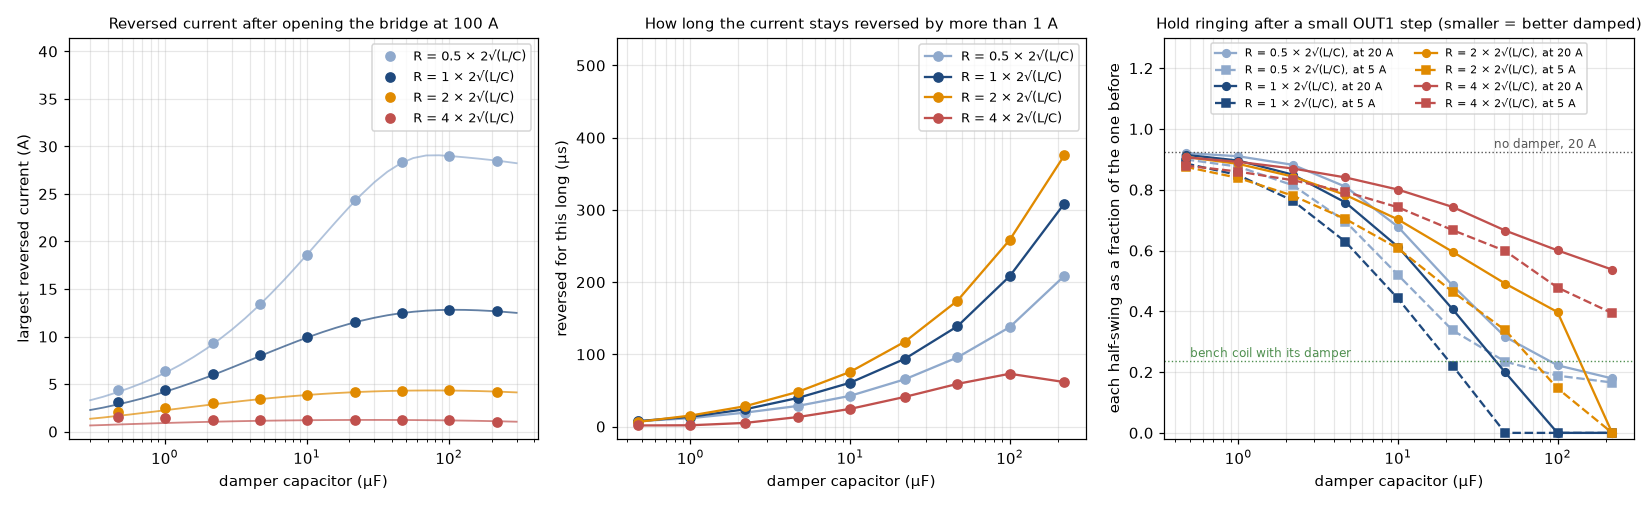 Reversed current after opening the bridge at 100 A
largest reversed current (A)
40
35
30
25
20
15
10
5
0
R = 0.5 × 2√(L/C)
R = 1 × 2√(L/C)
R = 2 × 2√(L/C)
R = 4 × 2√(L/C)
10⁰
10¹
10²
damper capacitor (µF)
How long the current stays reversed by more than 1 A
reversed for this long (µs)
500
400
300
200
100
0
R = 0.5 × 2√(L/C)
R = 1 × 2√(L/C)
R = 2 × 2√(L/C)
R = 4 × 2√(L/C)
10⁰
10¹
10²
damper capacitor (µF)
Hold ringing after a small OUT1 step (smaller = better damped)
each half-swing as a fraction of the one before
1.2
1.0
0.8
0.6
0.4
0.2
0.0
R = 0.5 × 2√(L/C), at 20 A
R = 0.5 × 2√(L/C), at 5 A
R = 1 × 2√(L/C), at 20 A
R = 1 × 2√(L/C), at 5 A
R = 2 × 2√(L/C), at 20 A
R = 2 × 2√(L/C), at 5 A
R = 4 × 2√(L/C), at 20 A
R = 4 × 2√(L/C), at 5 A
no damper, 20 A
bench coil with its damper
10⁰
10¹
10²
damper capacitor (µF)